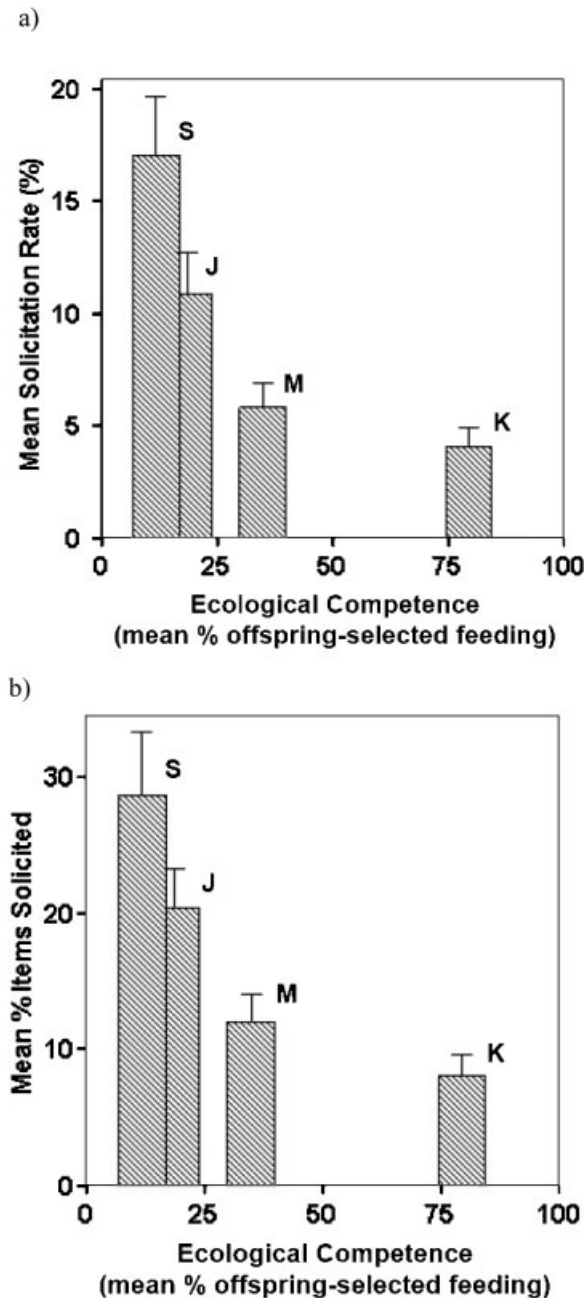 a)
20
15
10
5
0
Mean Solicitation Rate (%)
S
J
M
K
0 25 50 75 100
Ecological Competence
(mean % offspring-selected feeding)
b)
30
20
10
0
Mean % Items Solicited
S
J
M
K
0 25 50 75 100
Ecological Competence
(mean % offspring-selected feeding)